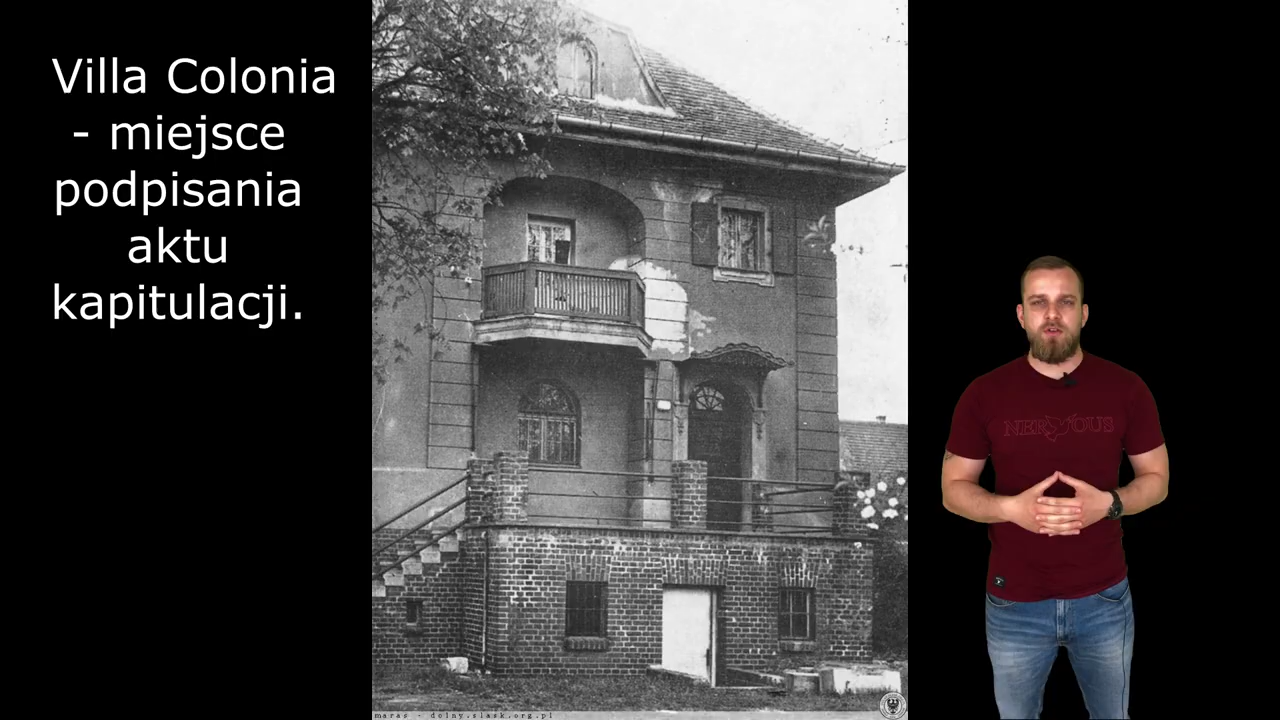 Villa Colonia
- miejsce
podpisania
aktu
kapitulacji.
NERVOUS
maras - dolny.slask.org.pl